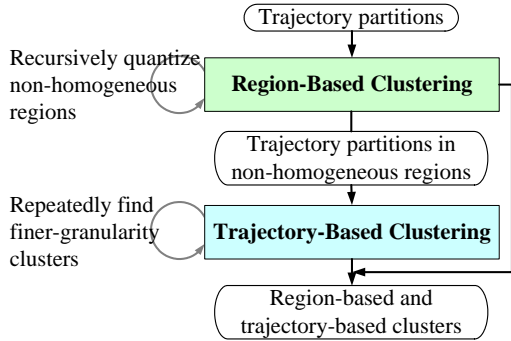 Trajectory partitions
Recursively quantize
non-homogeneous
regions
Region-Based Clustering
Trajectory partitions in
non-homogeneous regions
Repeatedly find
finer-granularity
clusters
Trajectory-Based Clustering
Region-based and
trajectory-based clusters